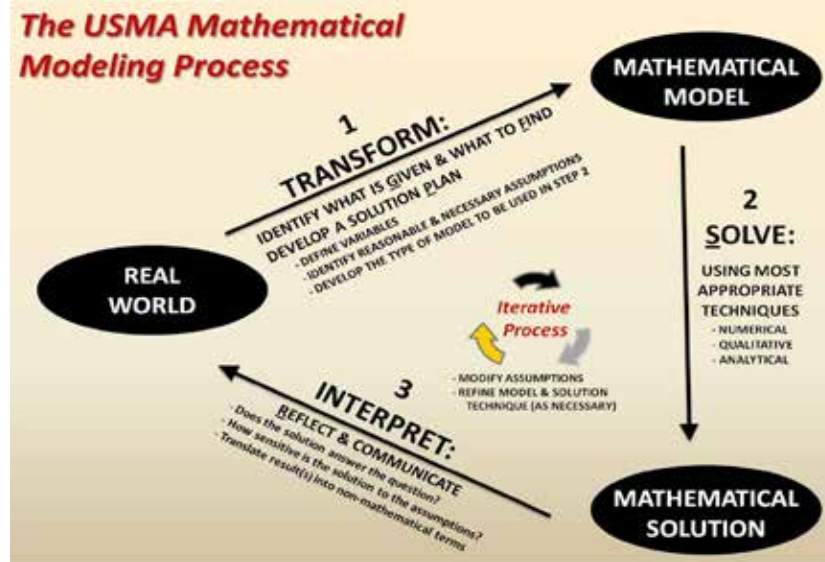 The USMA Mathematical
Modeling Process
MATHEMATICAL
MODEL
1
TRANSFORM:
IDENTIFY WHAT IS GIVEN & WHAT TO FIND
DEVELOP A SOLUTION PLAN
- DEFINE VARIABLES
- IDENTIFY REASONABLE & NECESSARY ASSUMPTIONS
- DEVELOP THE TYPE OF MODEL TO BE USED IN STEP 2
REAL
WORLD
2
SOLVE:
USING MOST
APPROPRIATE
TECHNIQUES
- NUMERICAL
- QUALITATIVE
- ANALYTICAL
Iterative
Process
- MODIFY ASSUMPTIONS
- REFINE MODEL & SOLUTION
TECHNIQUE (AS NECESSARY)
3
INTERPRET:
REFLECT & COMMUNICATE
- Does the solution answer the question?
- How sensitive is the solution to the assumptions?
- Translate result(s) into non-mathematical terms
MATHEMATICAL
SOLUTION